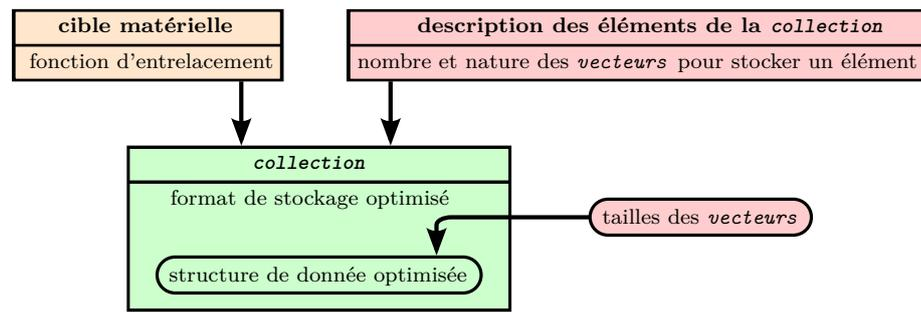 cible matérielle
fonction d'entrelacement
description des éléments de la collection
nombre et nature des vecteurs pour stocker un élément
collection
format de stockage optimisé
tailles des vecteurs
structure de donnée optimisée